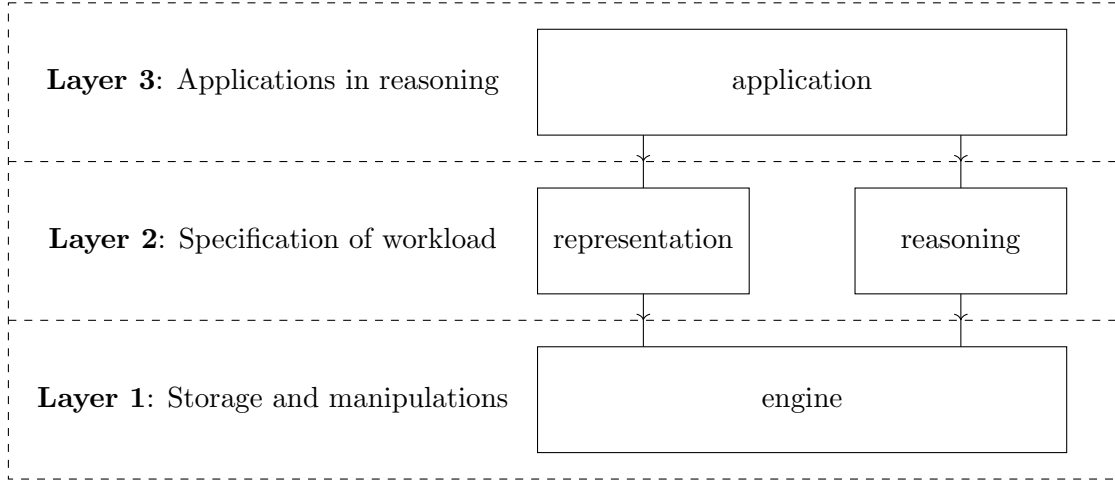 Layer 3: Applications in reasoning
application
Layer 2: Specification of workload
representation
reasoning
Layer 1: Storage and manipulations
engine